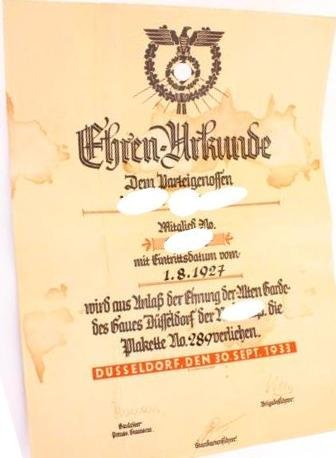 Ehren-Urkunde
Dem Parteigenossen
Mitglied No.
mit Eintrittsdatum vom
1.8.1927
wird aus Anlaß der Ehrung der Alten Garde
des Gaues Düsseldorf der die
Plakette No. 289 verliehen.
DÜSSELDORF, DEN 30. SEPT. 1933
Gauleiter